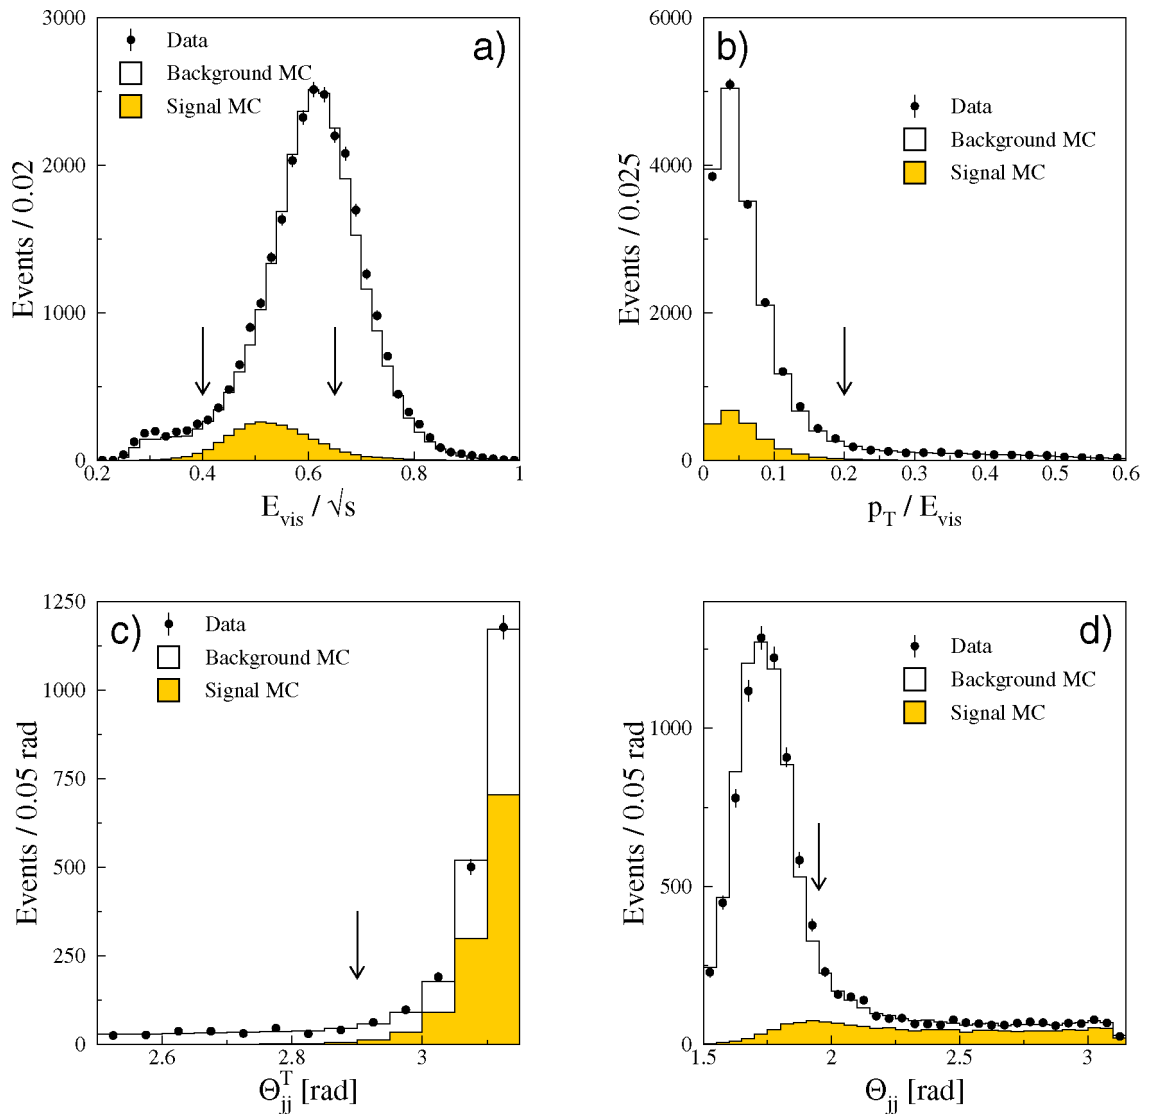 a)
Data
Background MC
Signal MC
Events / 0.02
3000
2000
1000
0
0.2 0.4 0.6 0.8 1
E_vis / √s
b)
Data
Background MC
Signal MC
Events / 0.025
6000
4000
2000
0
0 0.1 0.2 0.3 0.4 0.5 0.6
p_T / E_vis
c)
Data
Background MC
Signal MC
Events / 0.05 rad
1250
1000
750
500
250
0
2.6 2.8 3
Θ^T_jj [rad]
d)
Data
Background MC
Signal MC
Events / 0.05 rad
1000
500
0
1.5 2 2.5 3
Θ_jj [rad]